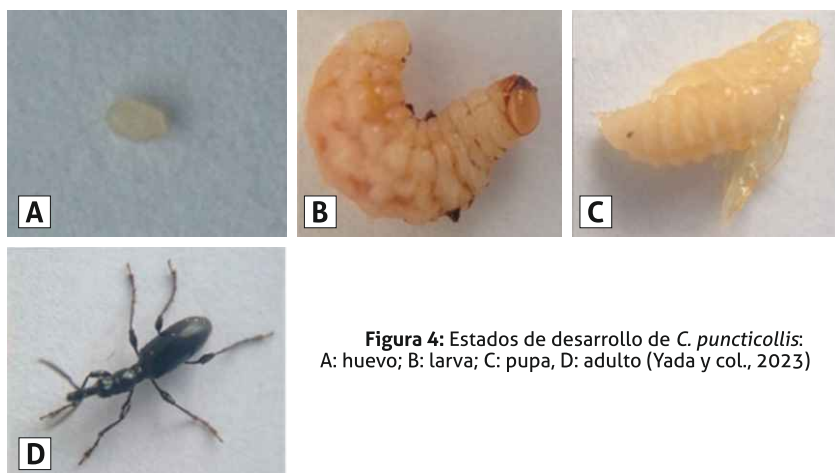 A
B
C
D
Figura 4: Estados de desarrollo de C. puncticollis:
A: huevo; B: larva; C: pupa, D: adulto (Yada y col., 2023)